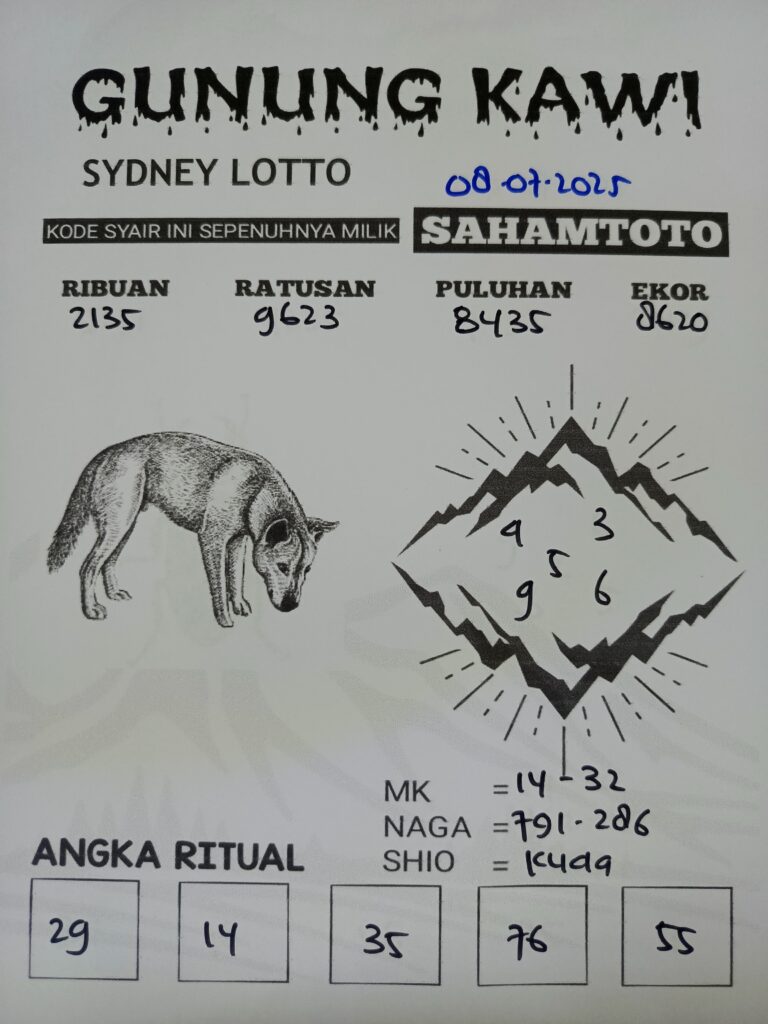 GUNUNG KAWI
SYDNEY LOTTO 08.07.2025
KODE SYAIR INI SEPENUHNYA MILIK SAHAMTOTO
RIBUAN RATUSAN PULUHAN EKOR
2135 9623 8435 8620
3
5
9 6
MK = 14 - 32
NAGA = 791 - 286
SHIO = Kuda
ANGKA RITUAL
29 14 35 76 55